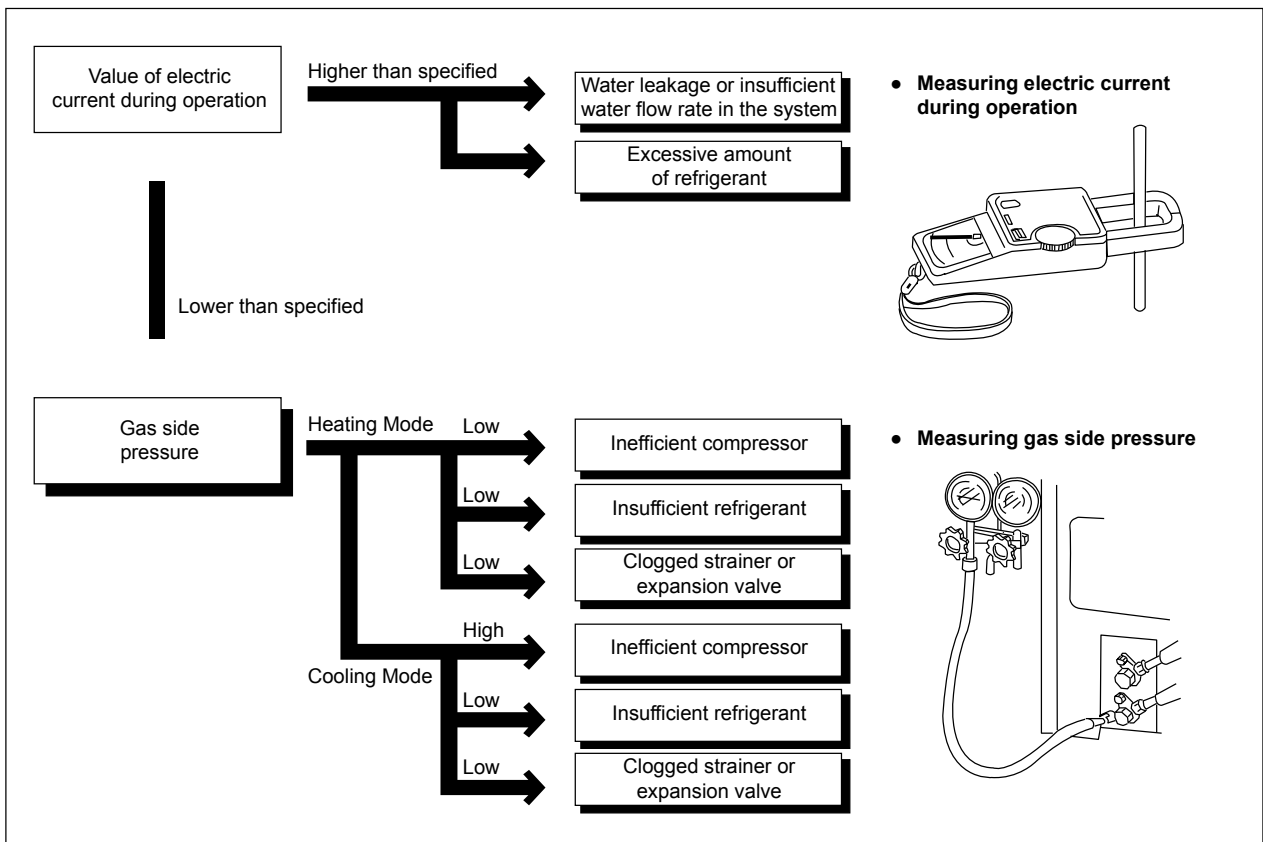 Value of electric
current during operation
Higher than specified
Water leakage or insufficient
water flow rate in the system
Excessive amount
of refrigerant
● Measuring electric current
during operation
Lower than specified
Gas side
pressure
Heating Mode
Low
Inefficient compressor
Low
Insufficient refrigerant
Low
Clogged strainer or
expansion valve
Cooling Mode
High
Inefficient compressor
Low
Insufficient refrigerant
Low
Clogged strainer or
expansion valve
● Measuring gas side pressure